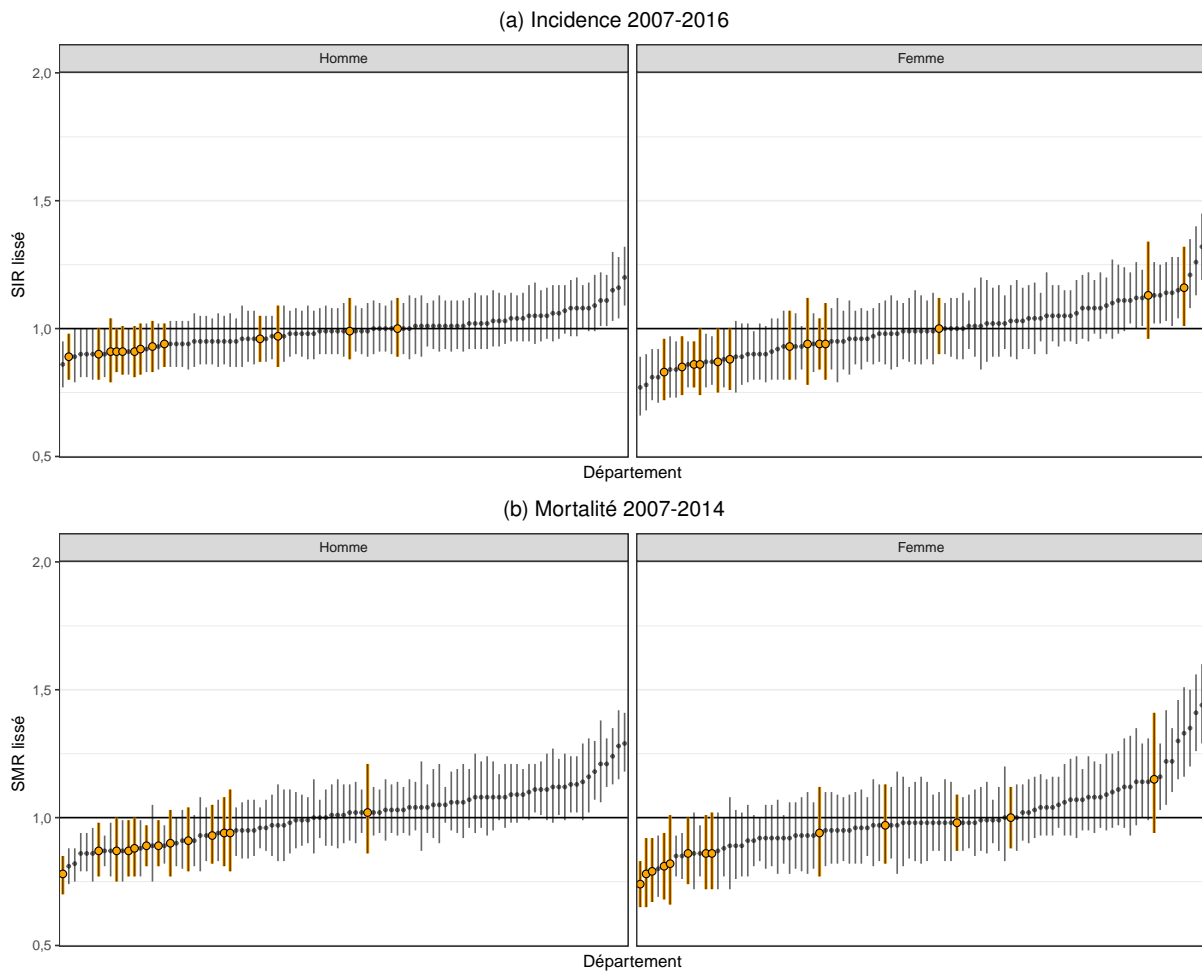 (a) Incidence 2007-2016
Homme
Femme
2,0
1,5
1,0
0,5
SIR lissé
Département
(b) Mortalité 2007-2014
Homme
Femme
2,0
1,5
1,0
0,5
SMR lissé
Département